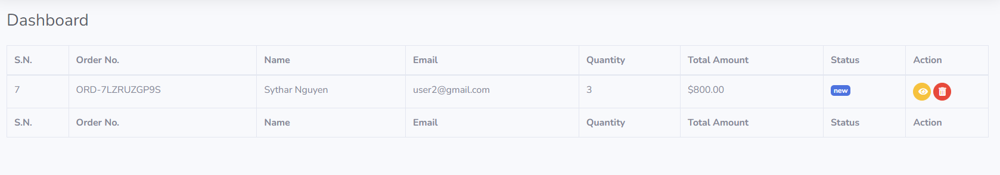 Dashboard
S.N. Order No. Name Email Quantity Total Amount Status Action
7 ORD-7LZRUZGP9S Sythar Nguyen user2@gmail.com 3 $800.00 new
S.N. Order No. Name Email Quantity Total Amount Status Action